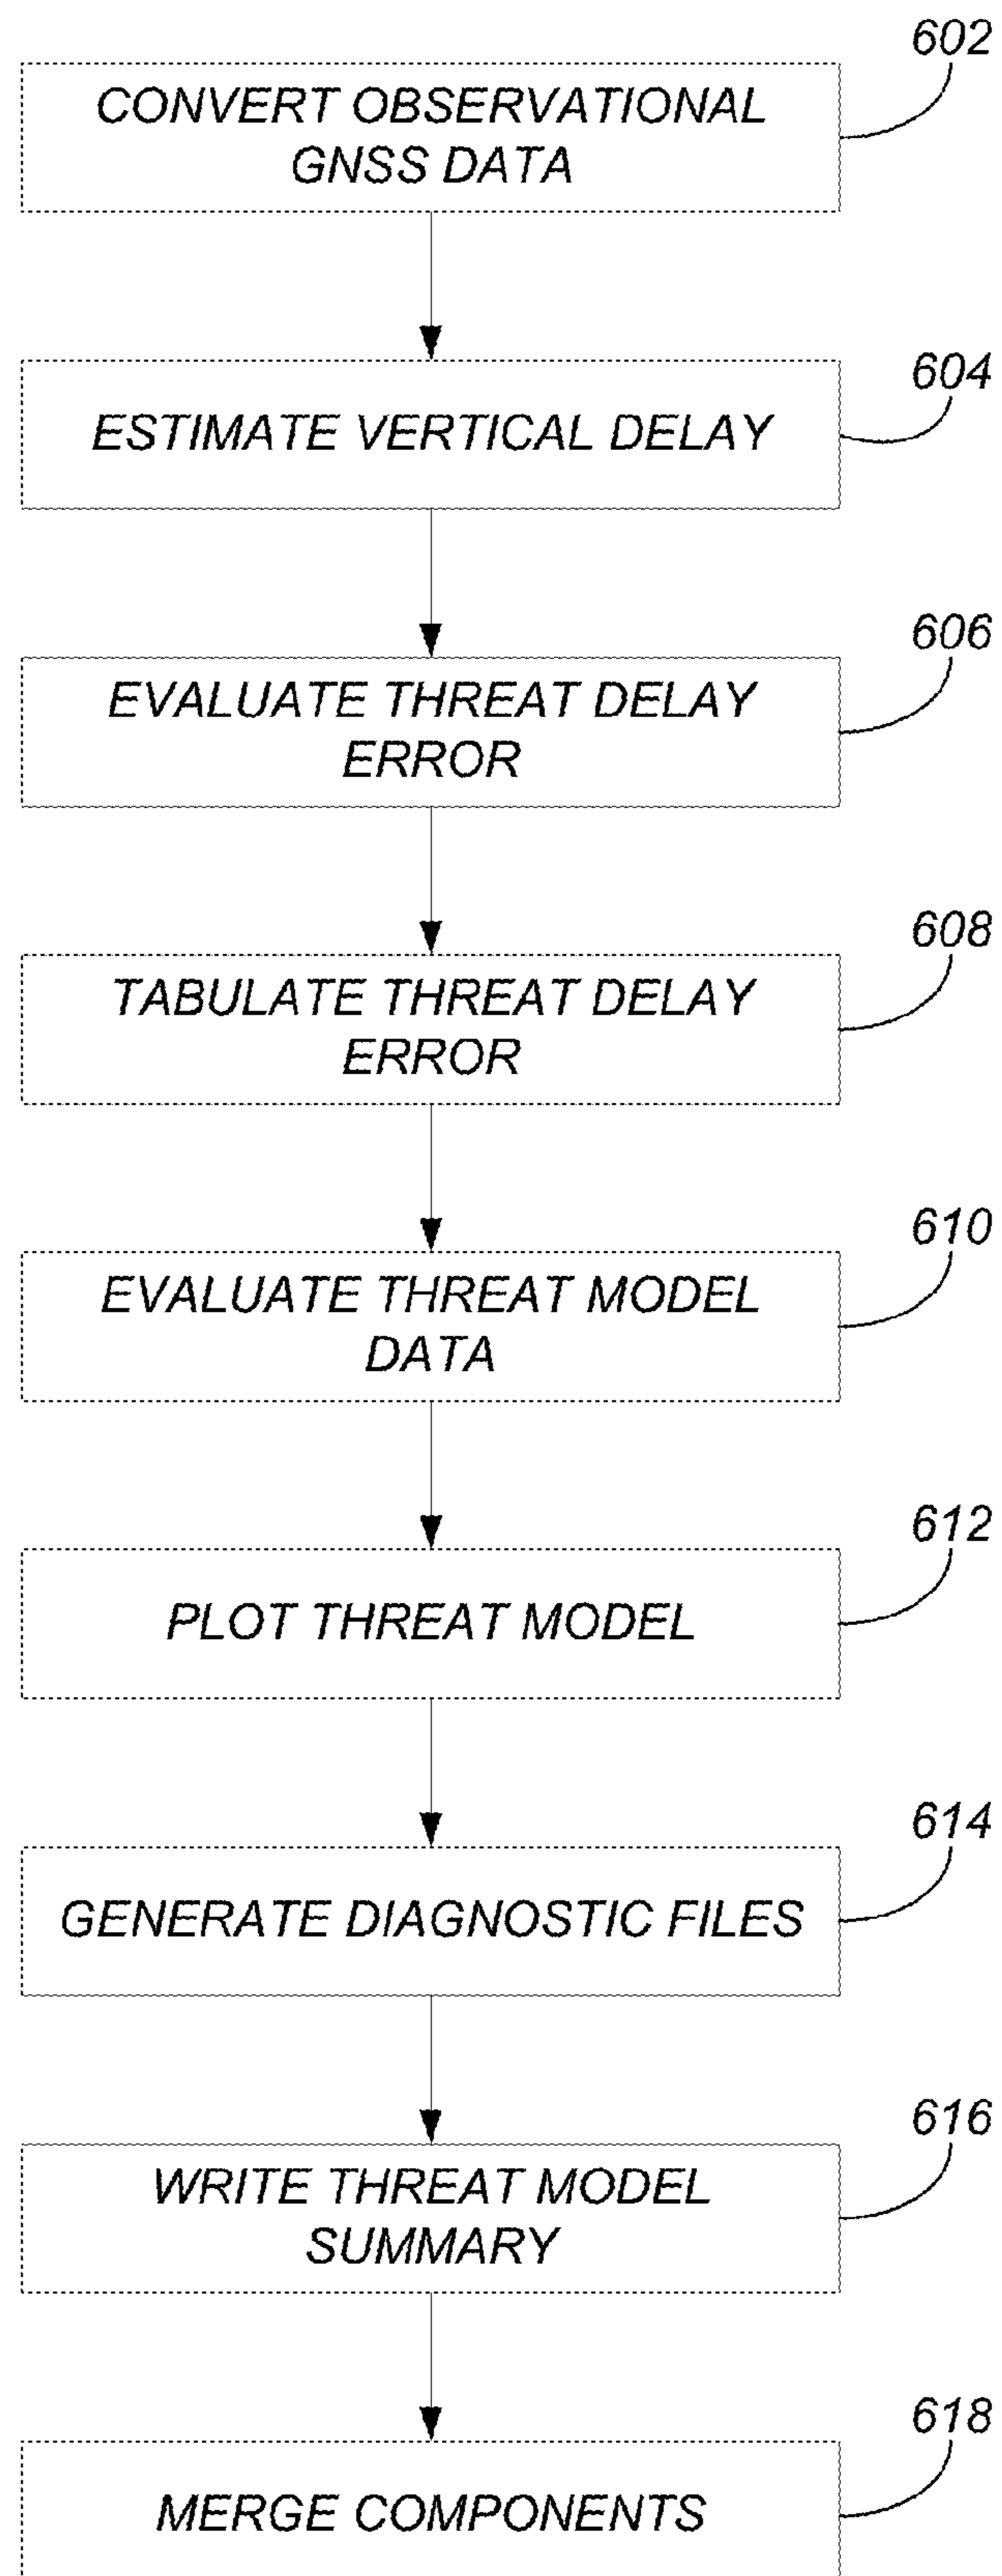 602
CONVERT OBSERVATIONAL
GNSS DATA
604
ESTIMATE VERTICAL DELAY
606
EVALUATE THREAT DELAY
ERROR
608
TABULATE THREAT DELAY
ERROR
610
EVALUATE THREAT MODEL
DATA
612
PLOT THREAT MODEL
614
GENERATE DIAGNOSTIC FILES
616
WRITE THREAT MODEL
SUMMARY
618
MERGE COMPONENTS